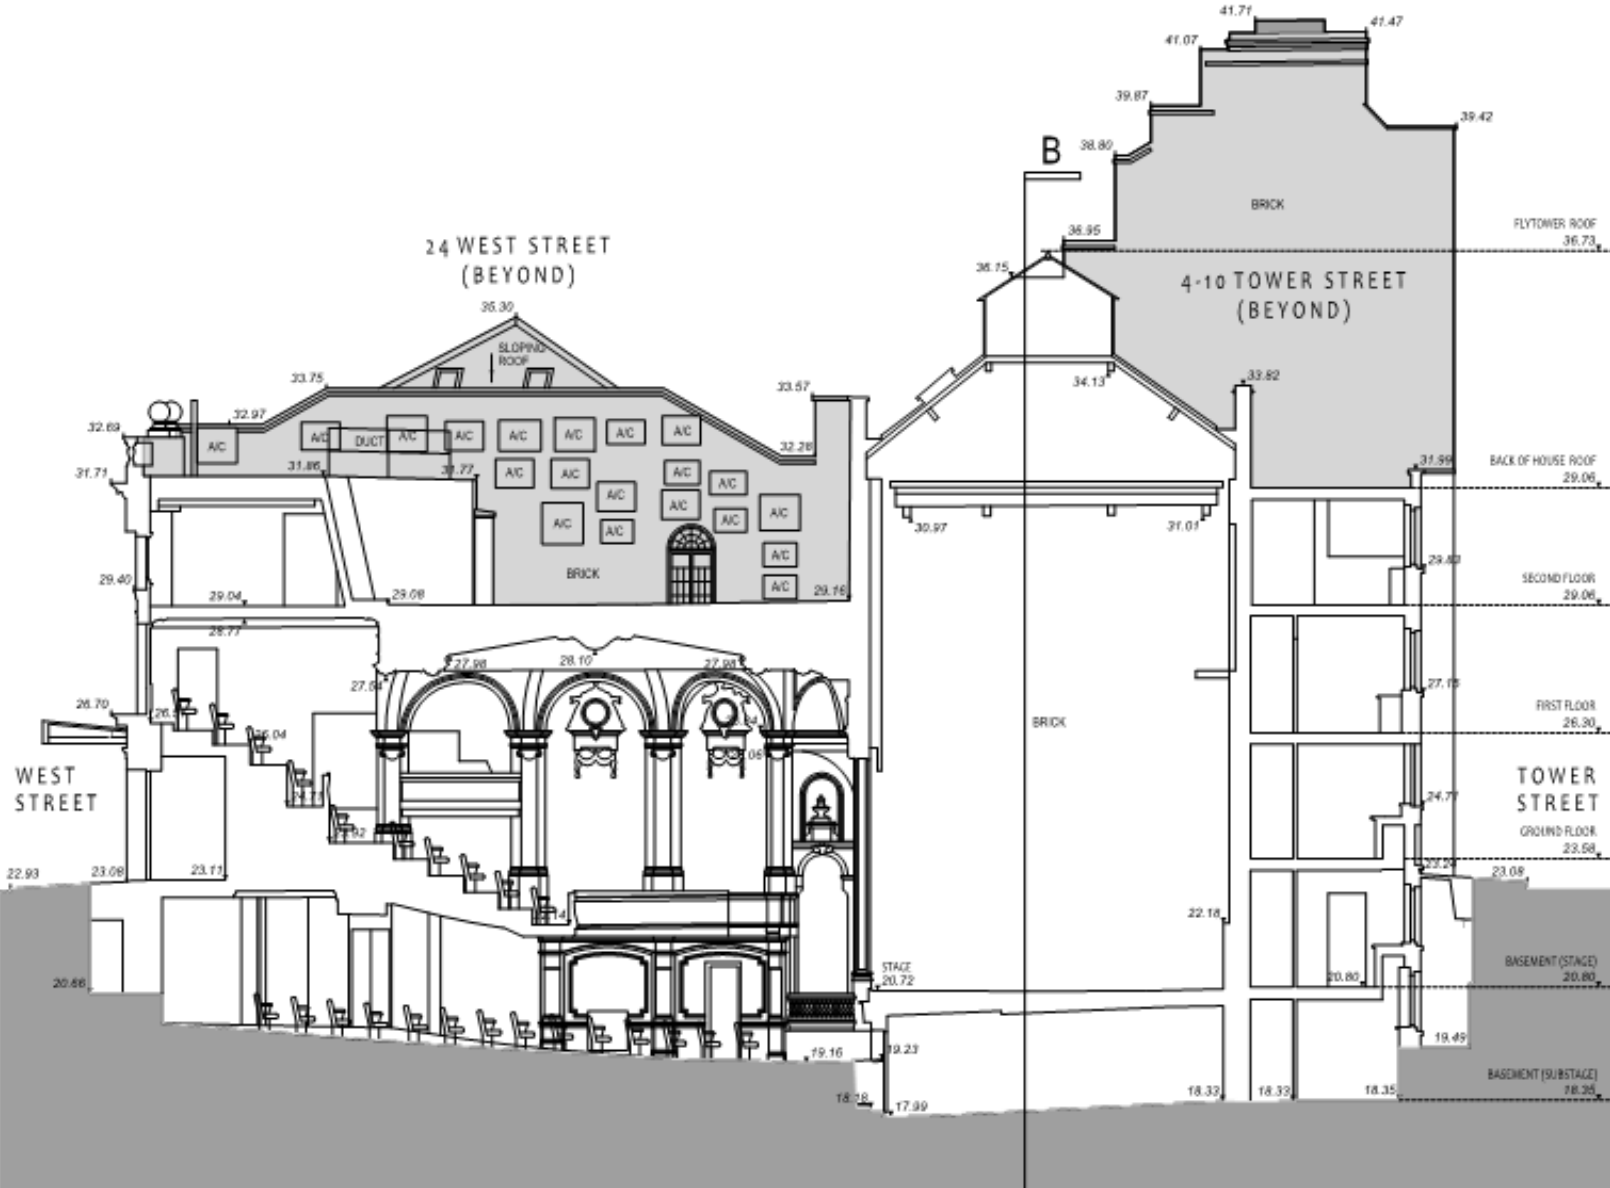 41.71
41.47
41.07
39.87
39.42
38.80
B
BRICK
FLYTOWER ROOF
36.73
36.95
36.15
24 WEST STREET
(BEYOND)
4-10 TOWER STREET
(BEYOND)
35.30
SLOPING
ROOF
33.75
33.57
34.13
33.82
32.97
32.69
A/C
A/C
DUCT
A/C
A/C
A/C
A/C
A/C
A/C
32.26
31.71
31.86
31.77
A/C
A/C
A/C
A/C
31.99
BACK OF HOUSE ROOF
29.06
A/C
A/C
A/C
A/C
A/C
A/C
30.97
31.01
A/C
29.83
BRICK
29.40
A/C
SECOND FLOOR
29.06
29.04
29.08
29.16
28.77
27.96
28.10
27.98
27.54
27.15
26.70
FIRST FLOOR
26.30
BRICK
WEST
STREET
TOWER
STREET
24.71
GROUND FLOOR
23.58
22.93
23.08
23.11
23.24
23.08
22.18
STAGE
20.72
BASEMENT (STAGE)
20.80
20.80
20.66
19.16
19.23
19.49
BASEMENT (SUBSTAGE)
18.35
18.18
17.99
18.33
18.33
18.35